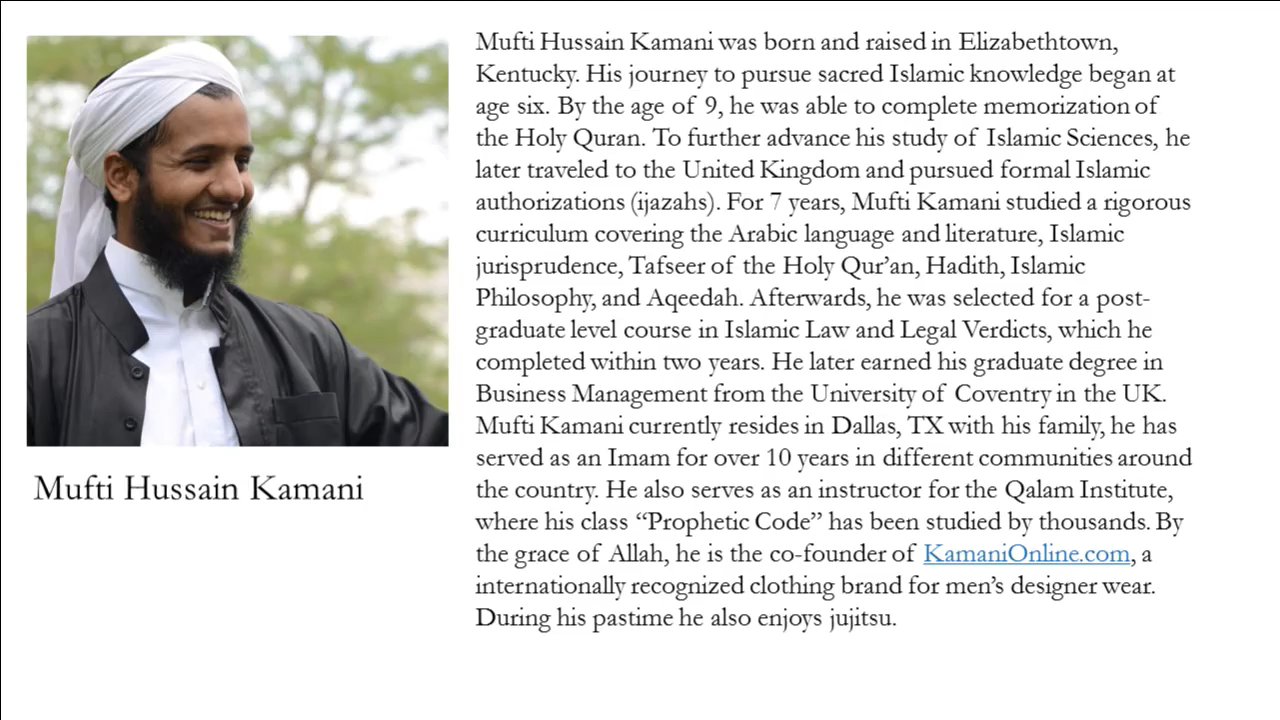 Mufti Hussain Kamani was born and raised in Elizabethtown,
Kentucky. His journey to pursue sacred Islamic knowledge began at
age six. By the age of 9, he was able to complete memorization of
the Holy Quran. To further advance his study of Islamic Sciences, he
later traveled to the United Kingdom and pursued formal Islamic
authorizations (ijazahs). For 7 years, Mufti Kamani studied a rigorous
curriculum covering the Arabic language and literature, Islamic
jurisprudence, Tafseer of the Holy Qur’an, Hadith, Islamic
Philosophy, and Aqeedah. Afterwards, he was selected for a post-
graduate level course in Islamic Law and Legal Verdicts, which he
completed within two years. He later earned his graduate degree in
Business Management from the University of Coventry in the UK.
Mufti Kamani currently resides in Dallas, TX with his family, he has
served as an Imam for over 10 years in different communities around
the country. He also serves as an instructor for the Qalam Institute,
where his class “Prophetic Code” has been studied by thousands. By
the grace of Allah, he is the co-founder of KamaniOnline.com, a
internationally recognized clothing brand for men’s designer wear.
During his pastime he also enjoys jujitsu.
Mufti Hussain Kamani